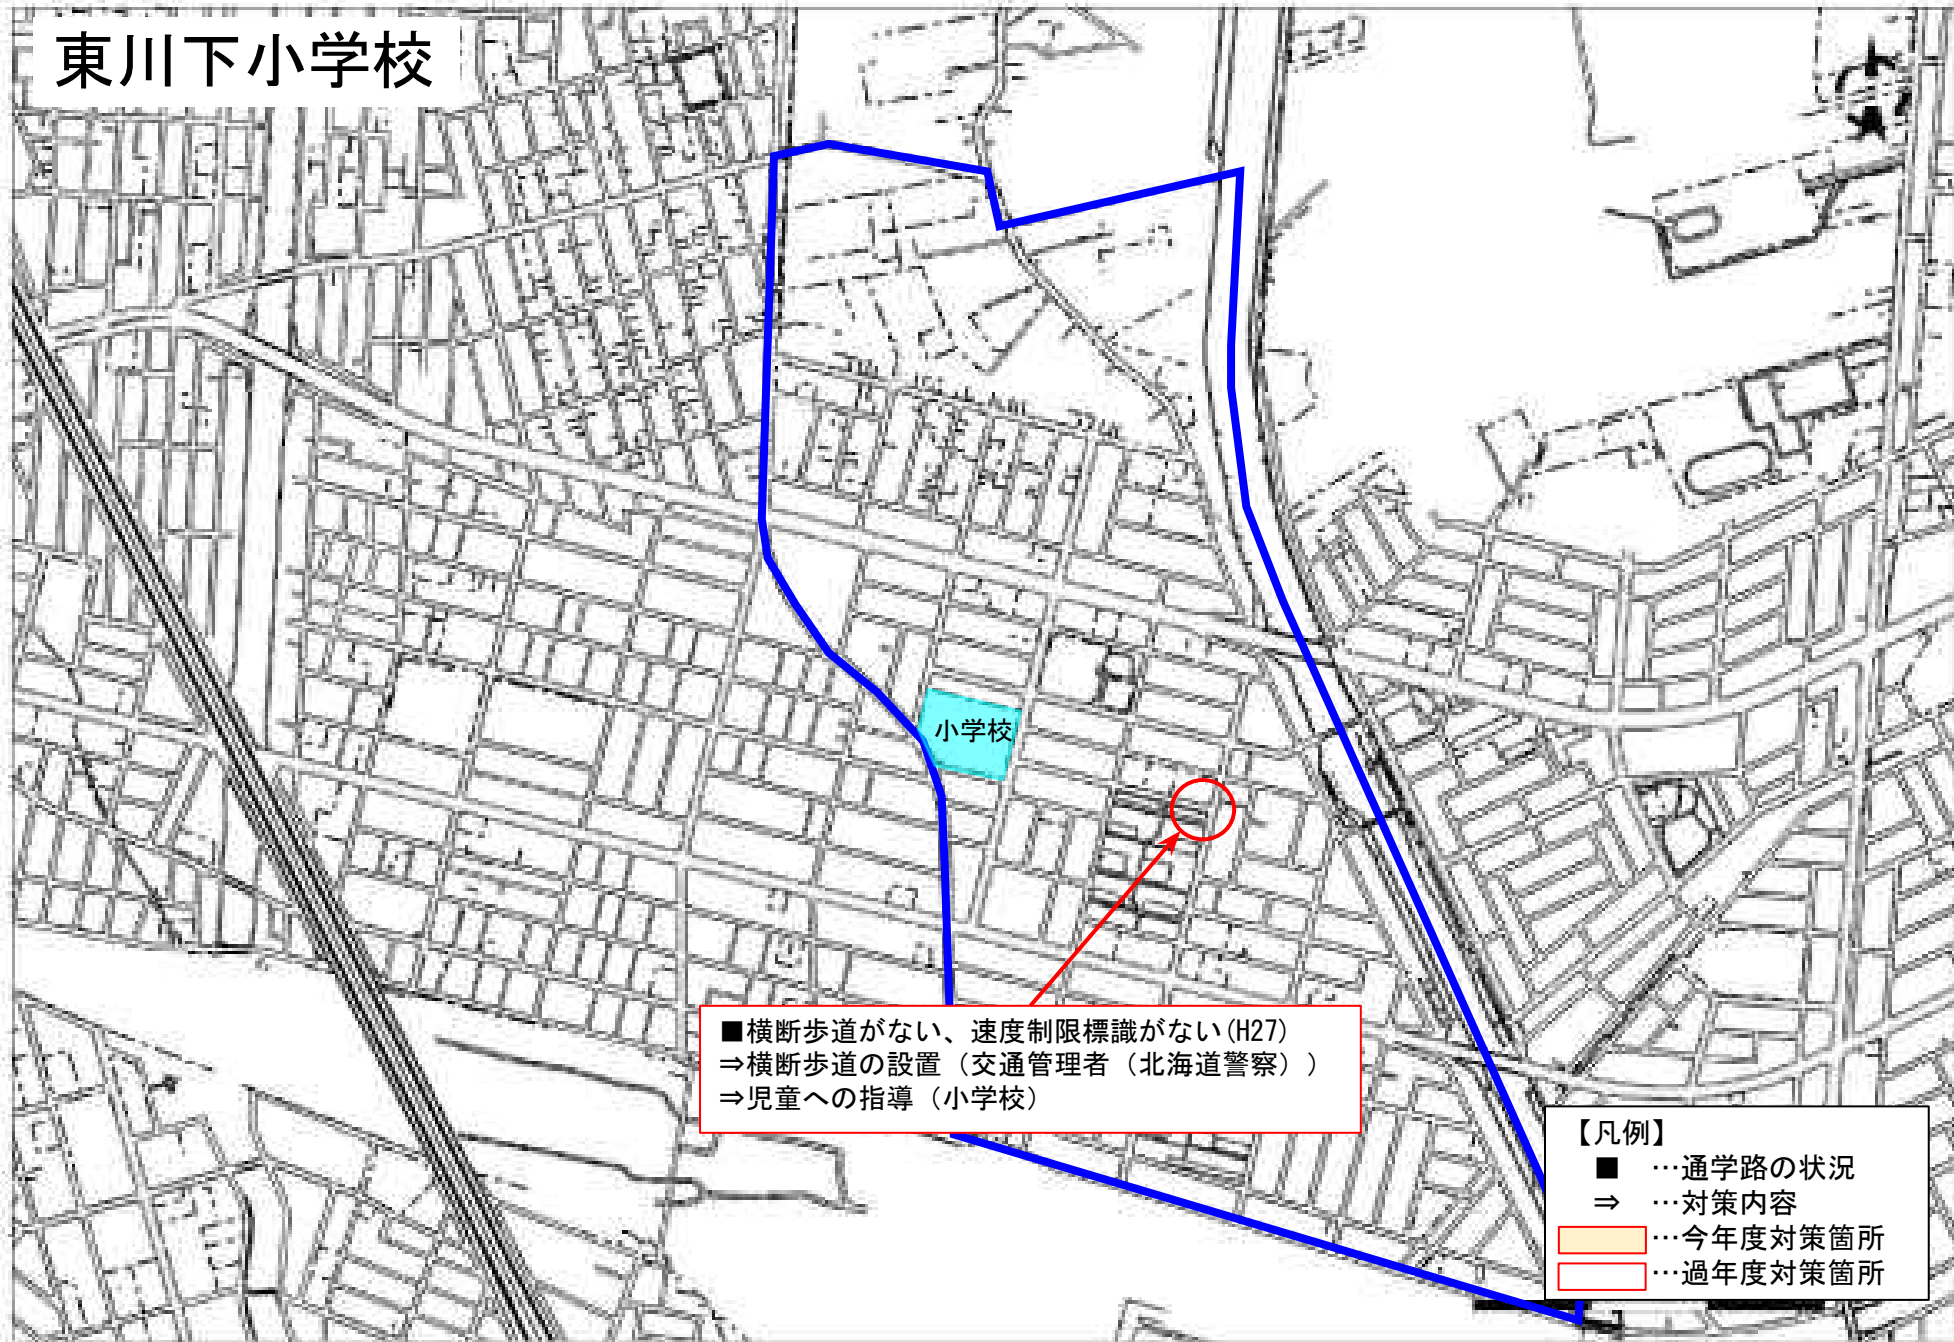 東川下小学校
小学校
■横断歩道がない、速度制限標識がない(H27)
⇒横断歩道の設置（交通管理者（北海道警察））
⇒児童への指導（小学校）
【凡例】
■ …通学路の状況
⇒ …対策内容
…今年度対策箇所
…過年度対策箇所